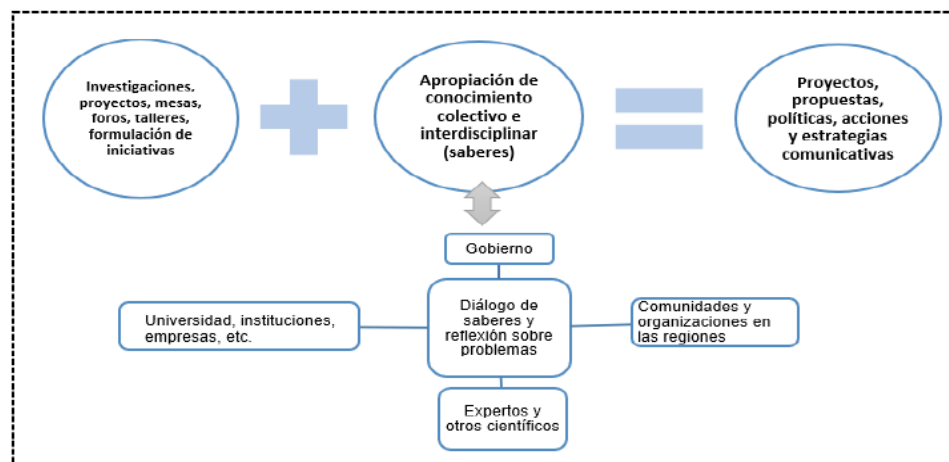 Investigaciones,
proyectos, mesas,
foros, talleres,
formulación de
iniciativas
Apropiación de
conocimiento
colectivo e
interdisciplinar
(saberes)
Proyectos,
propuestas,
políticas, acciones
y estrategias
comunicativas
Gobierno
Universidad, instituciones,
empresas, etc.
Diálogo de
saberes y
reflexión sobre
problemas
Comunidades y
organizaciones en
las regiones
Expertos y
otros científicos